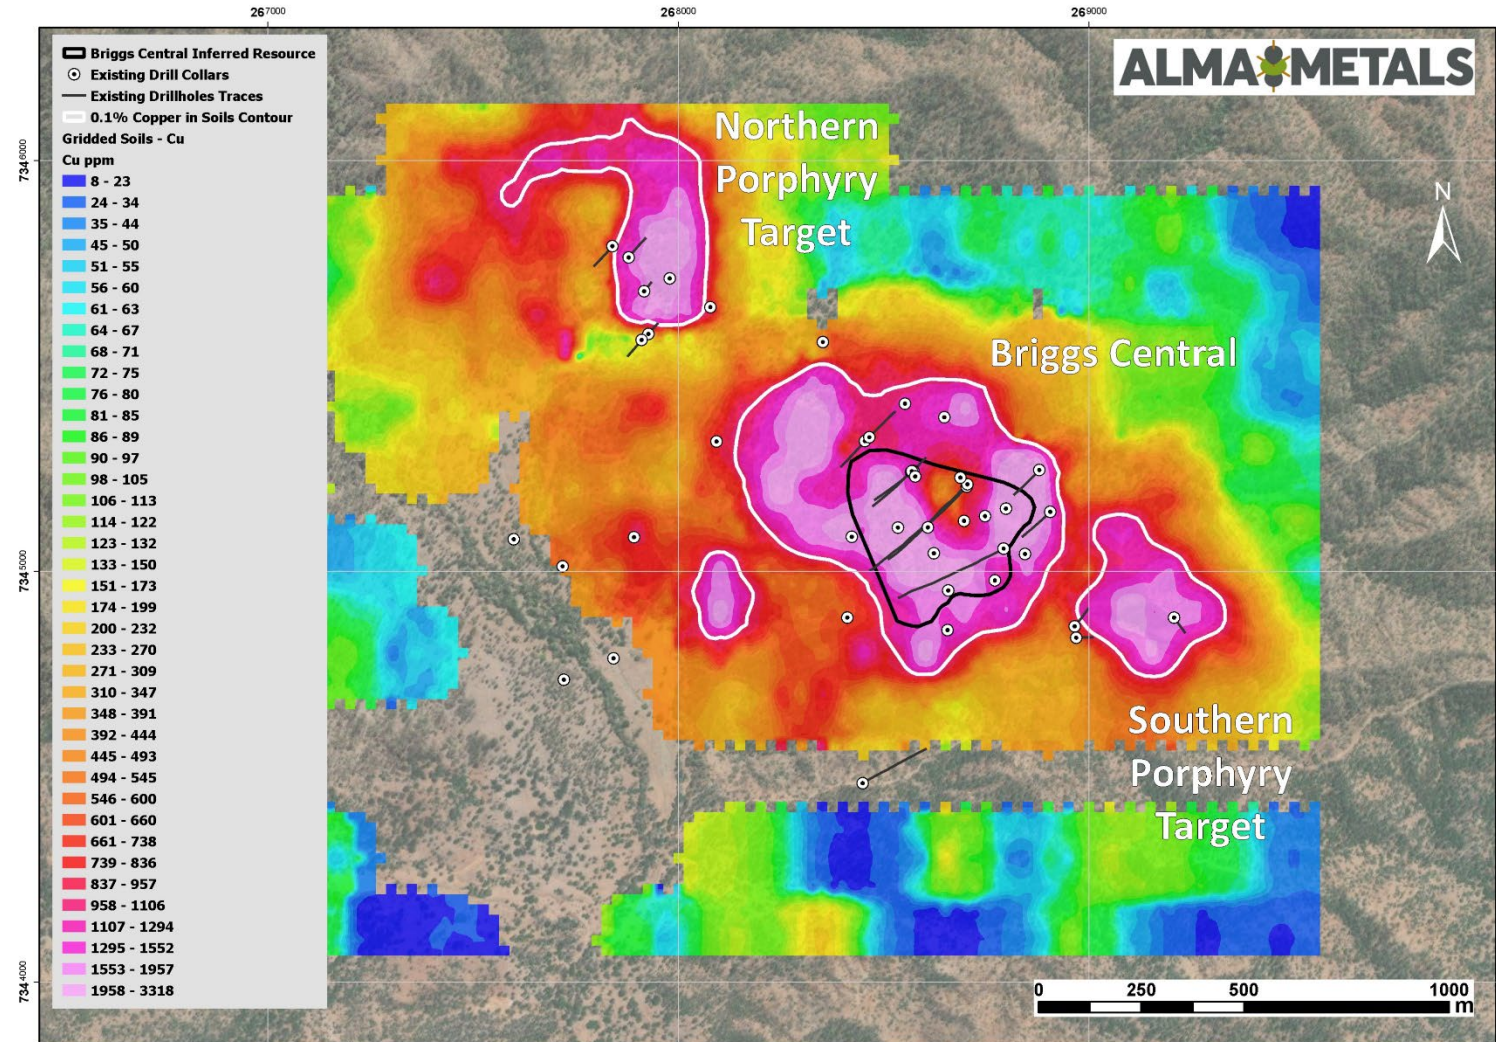 267000
268000
269000
Briggs Central Inferred Resource
Existing Drill Collars
Existing Drillholes Traces
0.1% Copper in Soils Contour
Gridded Soils - Cu
Cu ppm
8 - 23
24 - 34
35 - 44
45 - 50
51 - 55
56 - 60
61 - 63
64 - 67
68 - 71
72 - 75
76 - 80
81 - 85
86 - 89
90 - 97
98 - 105
106 - 113
114 - 122
123 - 132
133 - 150
151 - 173
174 - 199
200 - 232
233 - 270
271 - 309
310 - 347
348 - 391
392 - 444
445 - 493
494 - 545
546 - 600
601 - 660
661 - 738
739 - 836
837 - 957
958 - 1106
1107 - 1294
1295 - 1552
1553 - 1957
1958 - 3318
ALMA METALS
Northern
Porphyry
Target
N
Briggs Central
Southern
Porphyry
Target
7346000
7345000
7344000
0 250 500 1000
m